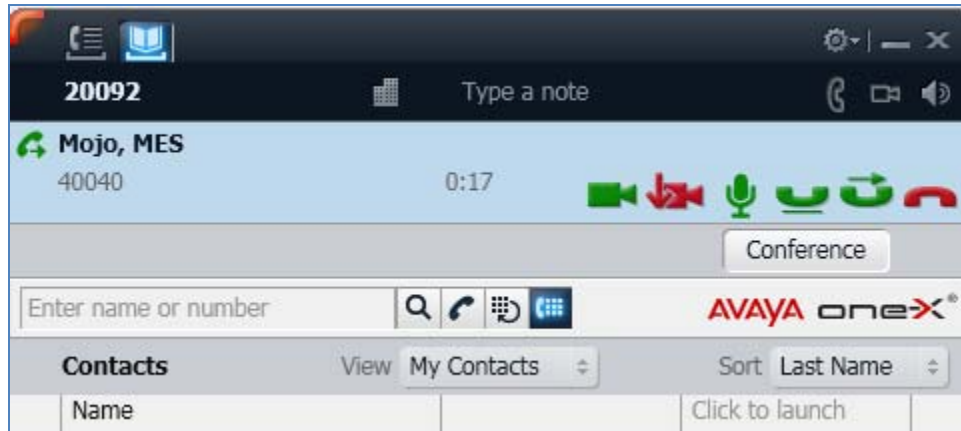 20092 Type a note
Mojo, MES
40040 0:17
Conference
Enter name or number AVAYA one-X®
Contacts View My Contacts Sort Last Name
Name Click to launch